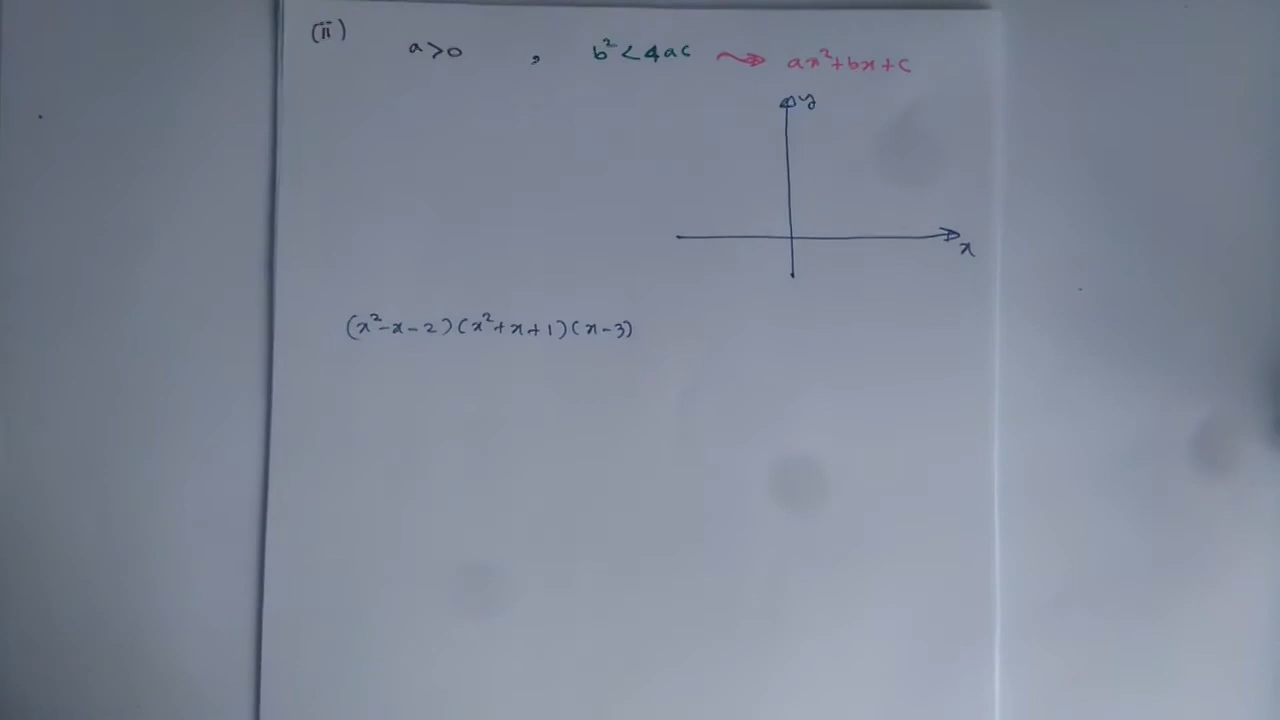 (ii)
a>0 , b²<4ac ⇝ ax²+bx+c
y
x
(x²-x-2)(x²+x+1)(x-3)